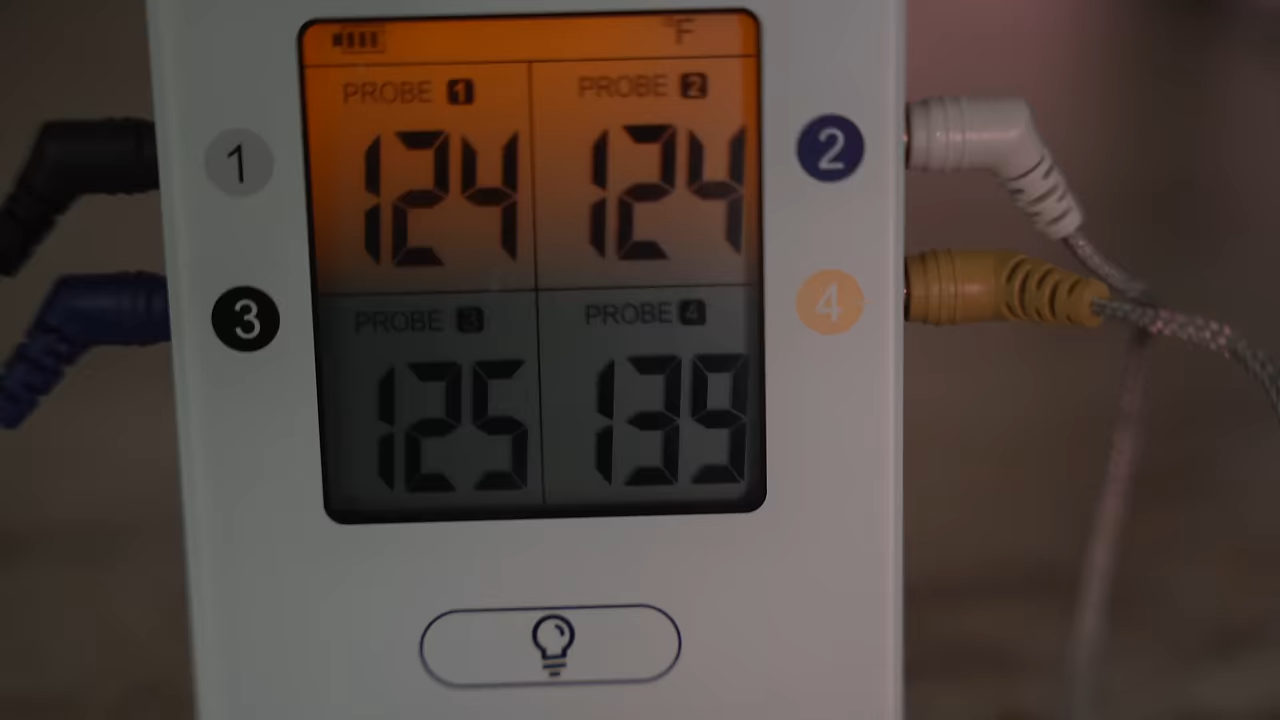 °F
PROBE 1 PROBE 2
124 124
1 2
3 4
PROBE 3 PROBE 4
125 139